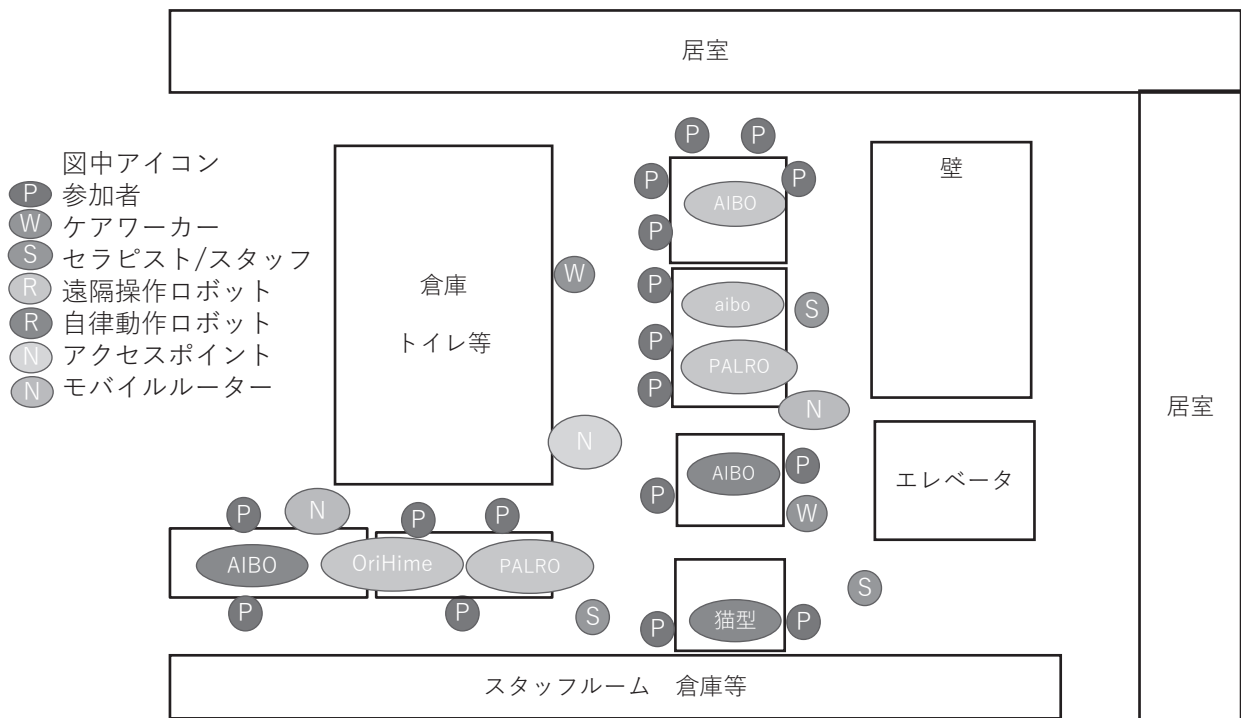 居室
図中アイコン
P 参加者
W ケアワーカー
S セラピスト/スタッフ
R 遠隔操作ロボット
R 自律動作ロボット
N アクセスポイント
N モバイルルーター
倉庫
トイレ等
W
N
P
P
P
P
P
AIBO
P
P
P
aibo
PALRO
S
N
壁
居室
P
AIBO
P
W
エレベータ
P
N
AIBO
P
P
P
OriHime
PALRO
P
S
P
猫型
P
S
スタッフルーム 倉庫等